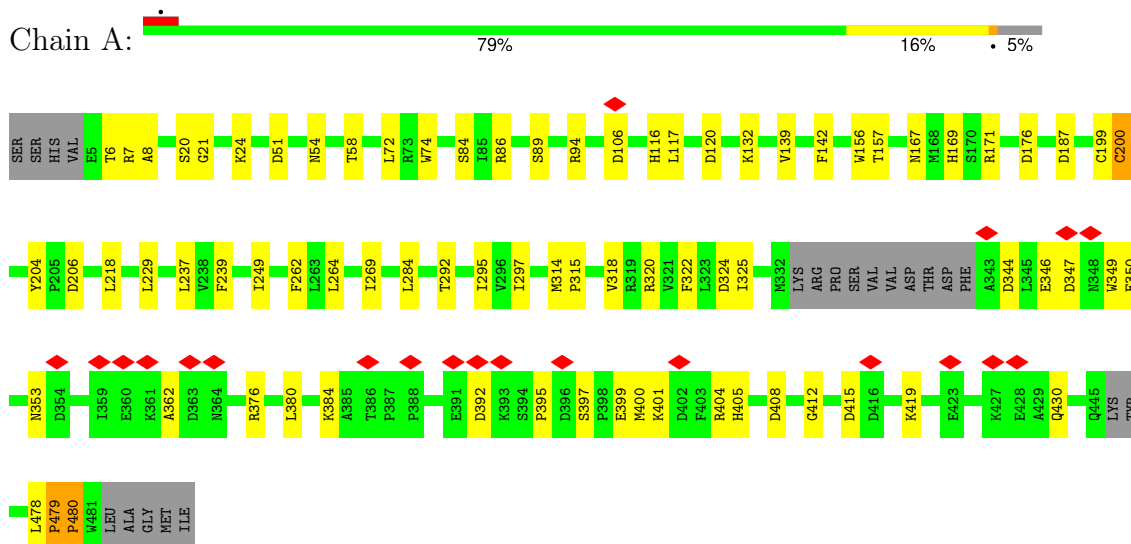 Chain A:
•
79% 16% • 5%
SER SER HIS VAL E5 T6 R7 A8 S20 G21 K24 D51 N54 T58 L72 R73 W74 S84 I85 R86 S89 R94 D106 H116 L117 D120 K132 V139 F142 W156 T157 N167 M168 H169 S170 R171 D176 D187 C199 C200
Y204 P205 D206 L218 L229 L237 V238 F239 I249 F262 L263 L264 I269 L284 T292 I295 V296 I297 M314 P315 V318 R319 R320 V321 F322 L323 D324 I325 M332 LYS ARG PRO SER VAL VAL ASP THR ASP PHE A343 D344 L345 E346 D347 N348 W349
N353 D354 I359 E360 K361 A362 D363 N364 R376 L380 K384 A385 T386 P387 P388 E391 D392 K393 S394 P395 D396 S397 P398 E399 M400 K401 D402 F403 R404 H405 D408 G412 D415 D416 K419 E423 K427 E428 A429 Q430 Q445 LYS TYR
L478 P479 P480 W481 LEU ALA GLY MET ILE